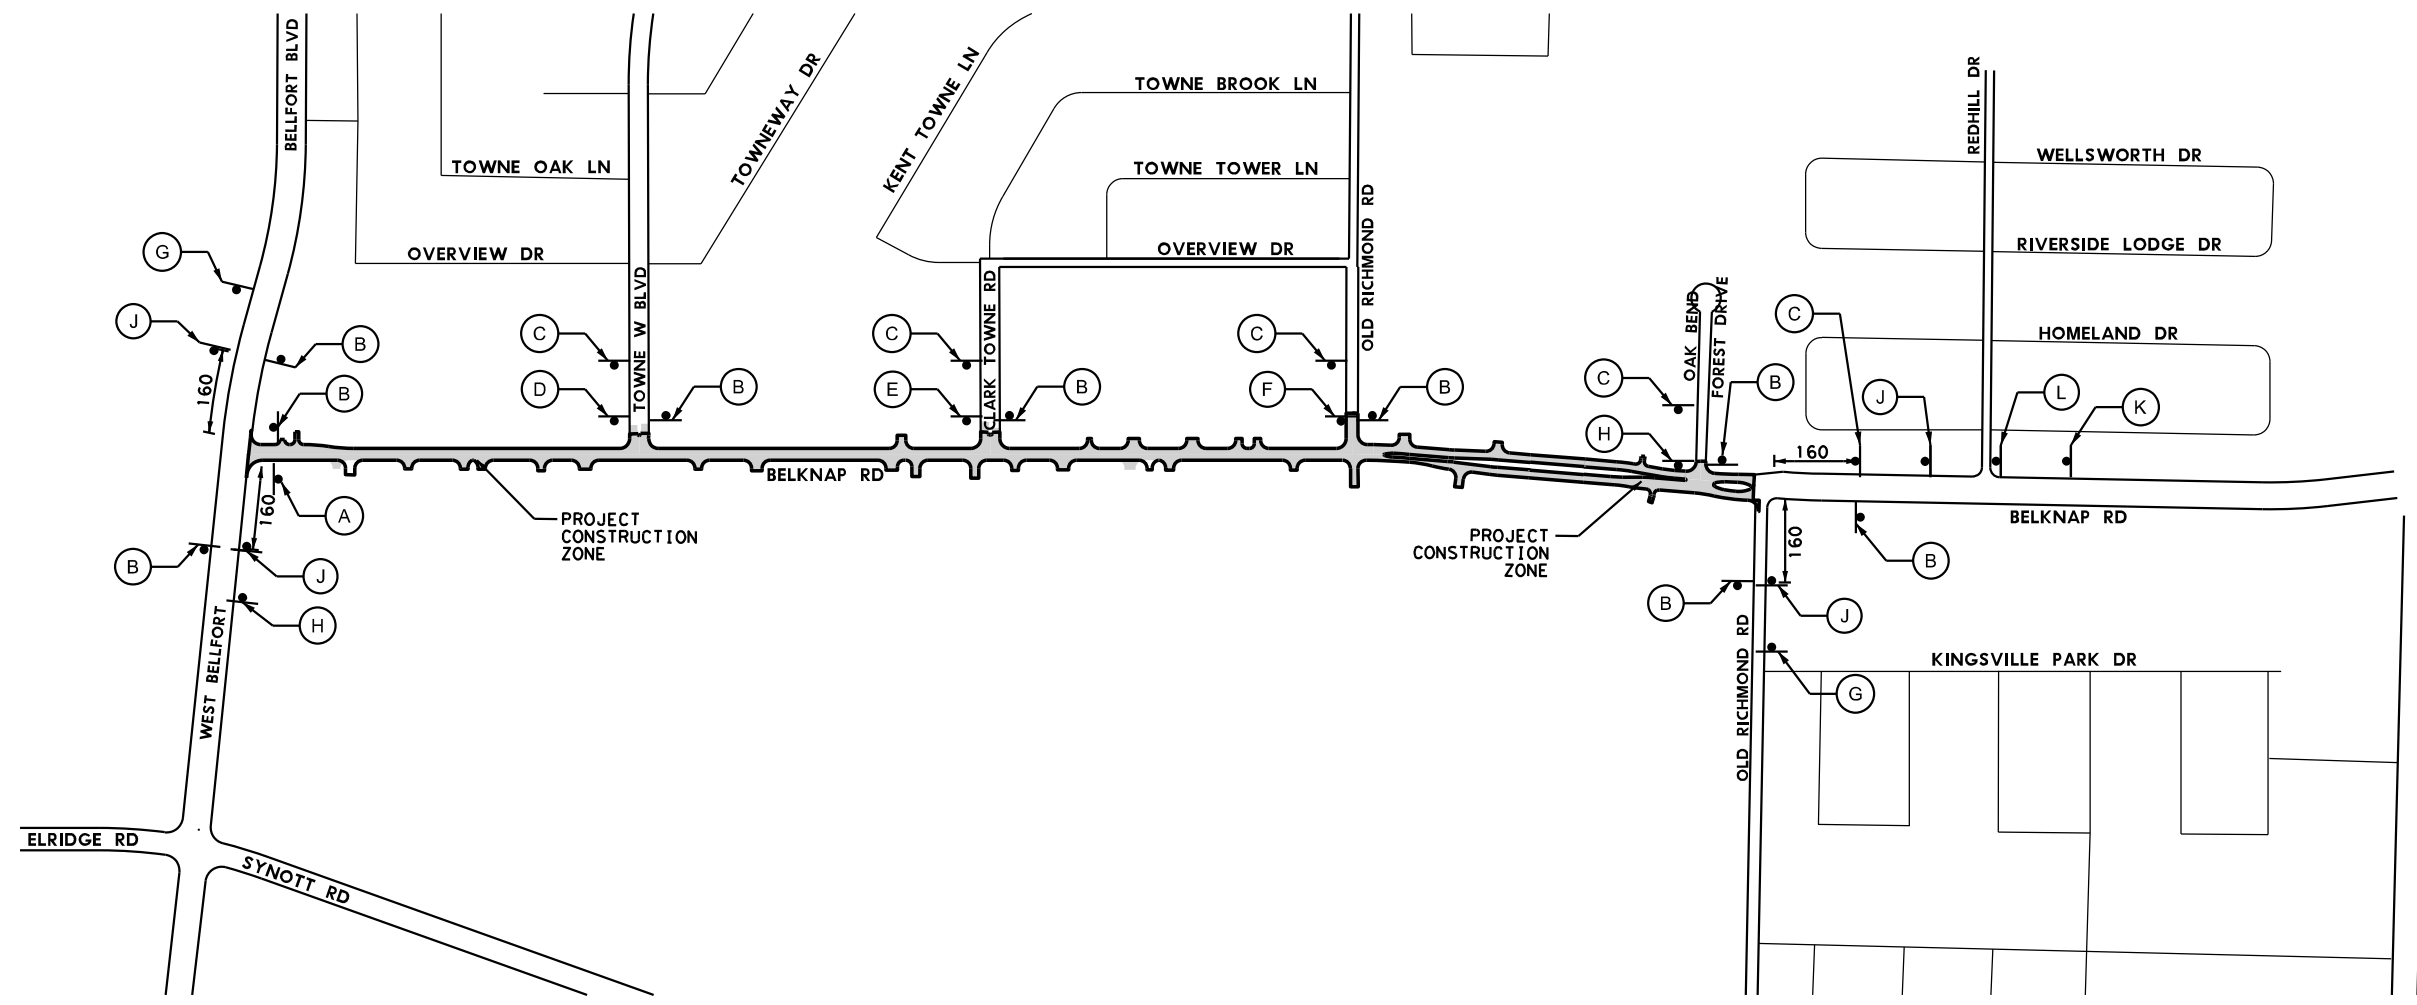 BELLFORT BLVD
TOWNE OAK LN
OVERVIEW DR
TOWNEWAY DR
KENT TOWNE LN
TOWNE BROOK LN
TOWNE TOWER LN
OVERVIEW DR
OLD RICHMOND RD
REDHILL DR
WELLSWORTH DR
RIVERSIDE LODGE DR
HOMELAND DR
TOWNE W BLVD
CLARK TOWNE RD
OAK BEND
FOREST DRIVE
G
J
B
160
B
C
D
B
C
E
B
C
F
B
C
H
B
C
J
L
K
160
A
160
B
J
H
BELKNAP RD
PROJECT
CONSTRUCTION
ZONE
PROJECT
CONSTRUCTION
ZONE
BELKNAP RD
B
160
B
J
G
WEST BELLFORT
OLD RICHMOND RD
KINGSVILLE PARK DR
ELRIDGE RD
SYNOTT RD